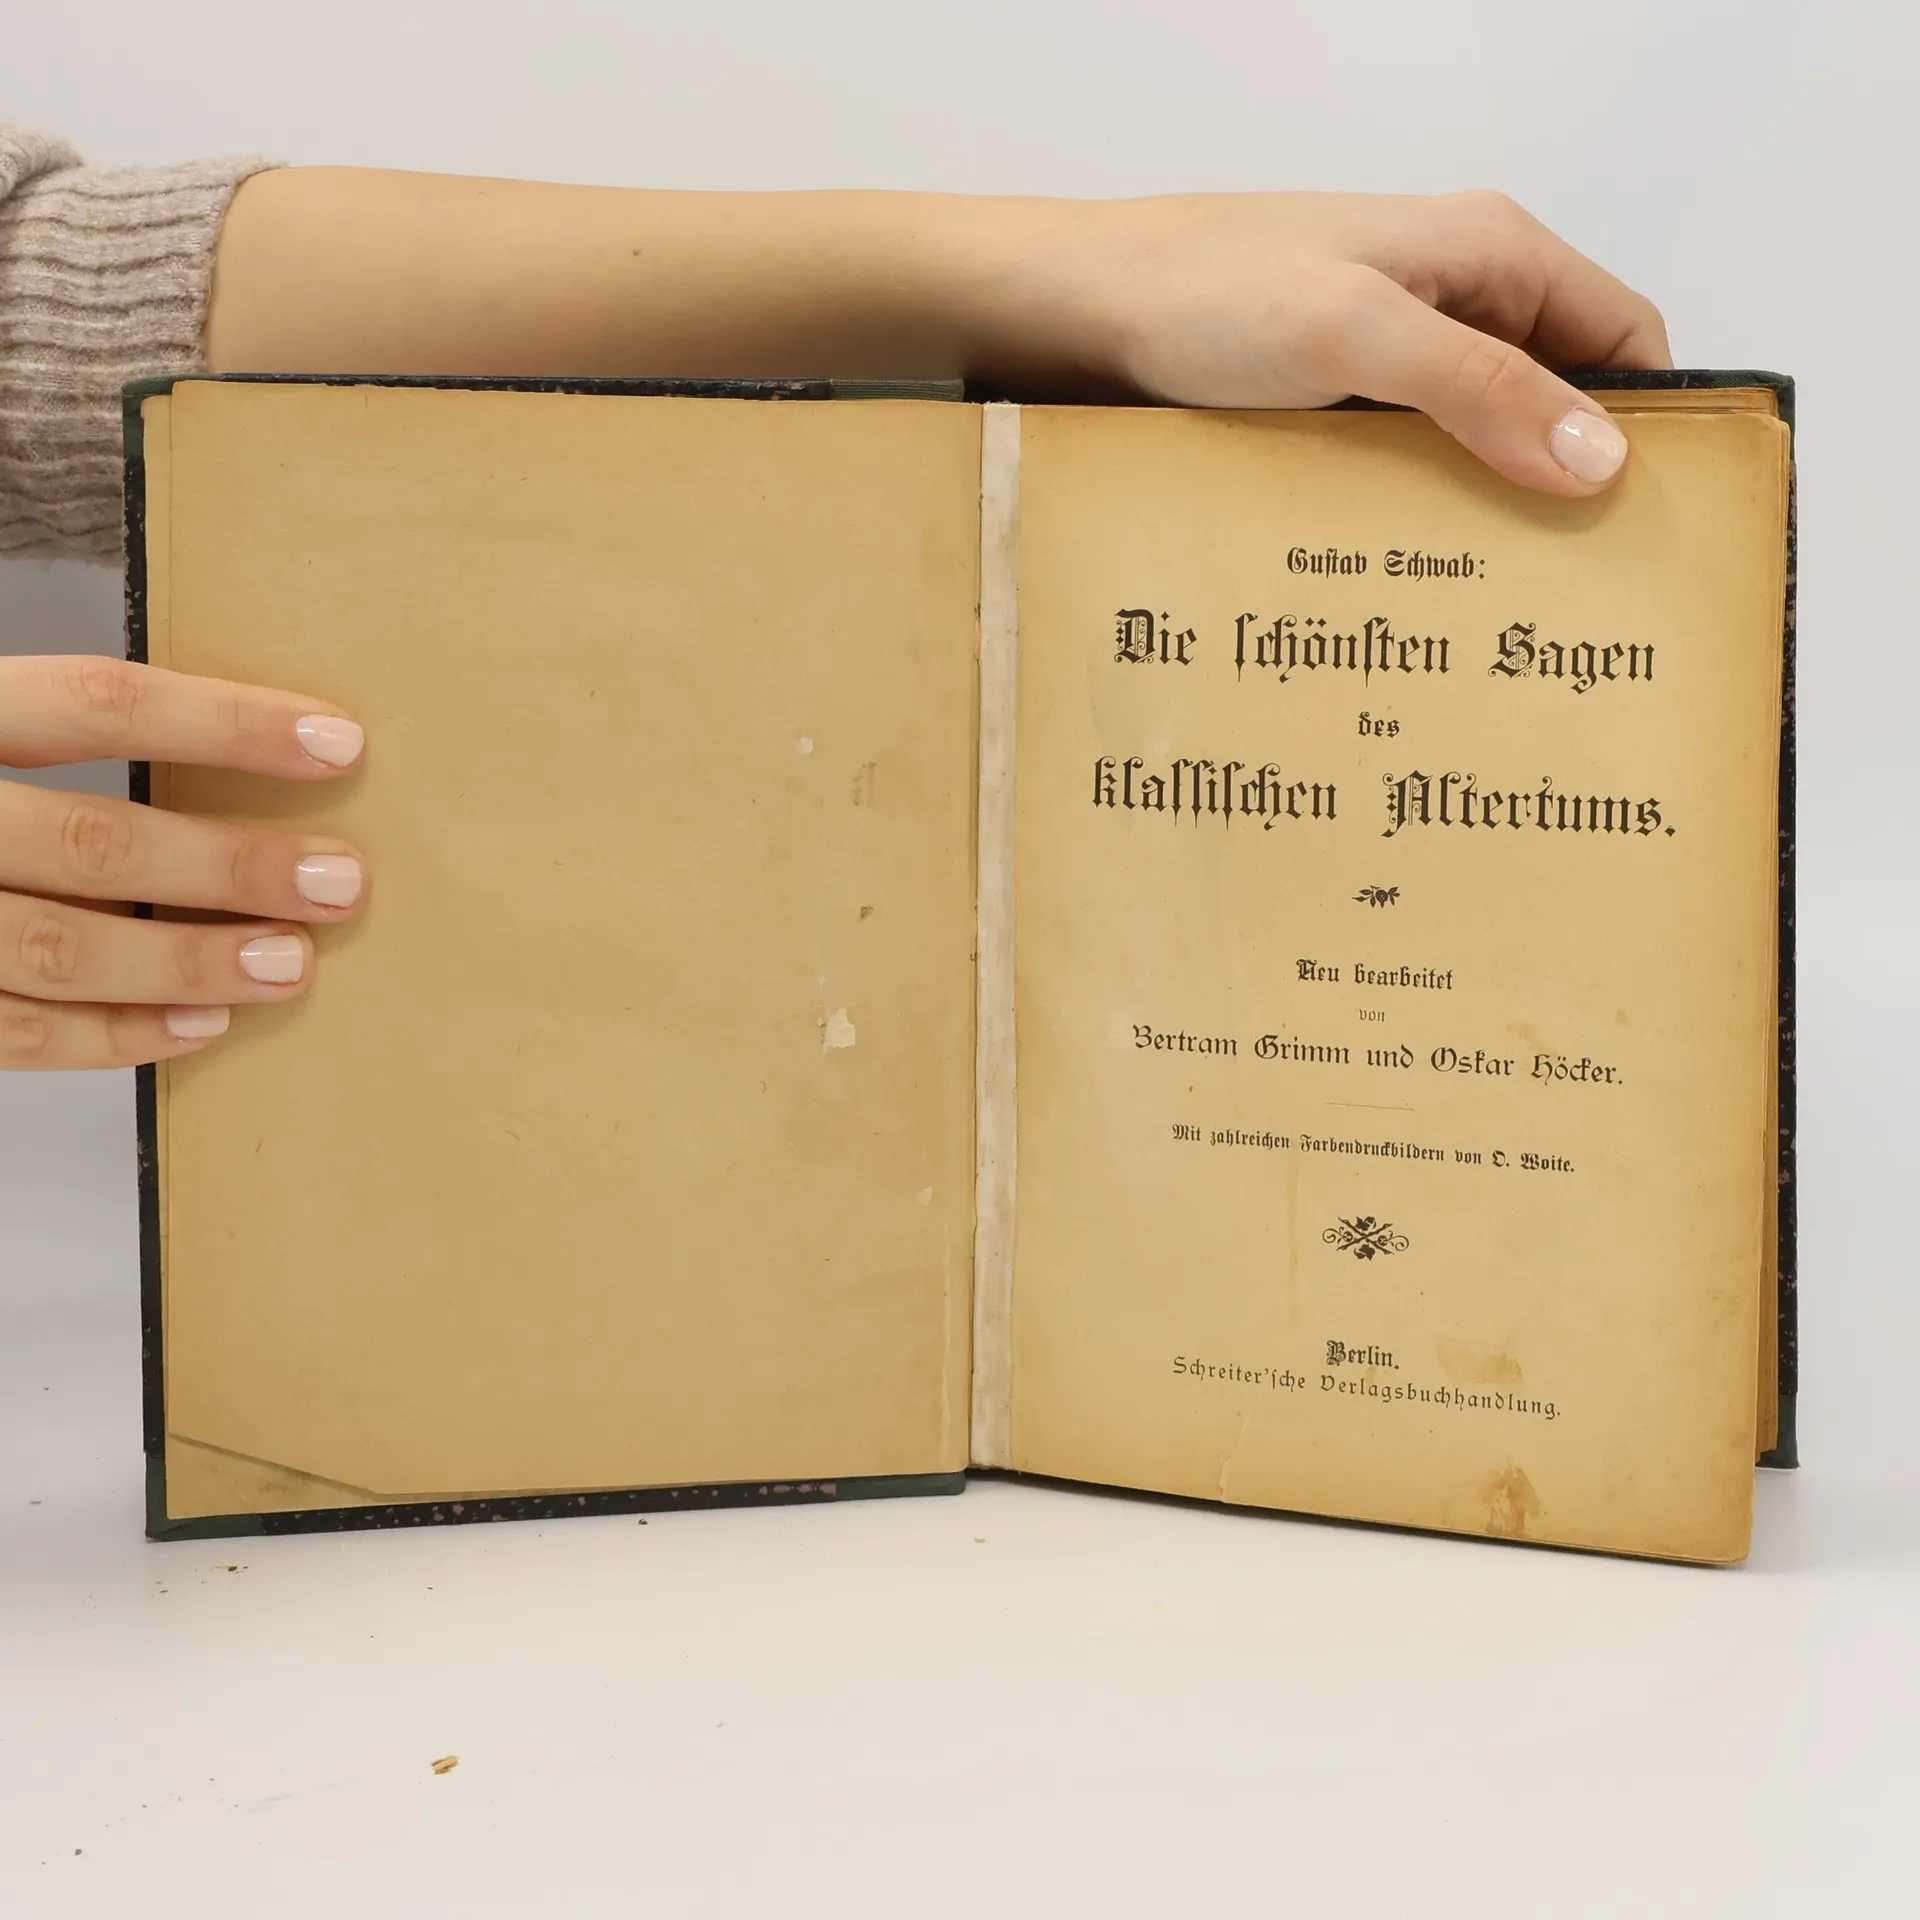 Guſtav Schwab:
Die ſchönſten Sagen
des
klaſſiſchen Altertums.
Neu bearbeitet
von
Bertram Grimm und Oskar Höcker.
Mit zahlreichen Farbendruckbildern von O. Woite.
Berlin.
Schreiter'ſche Verlagsbuchhandlung.